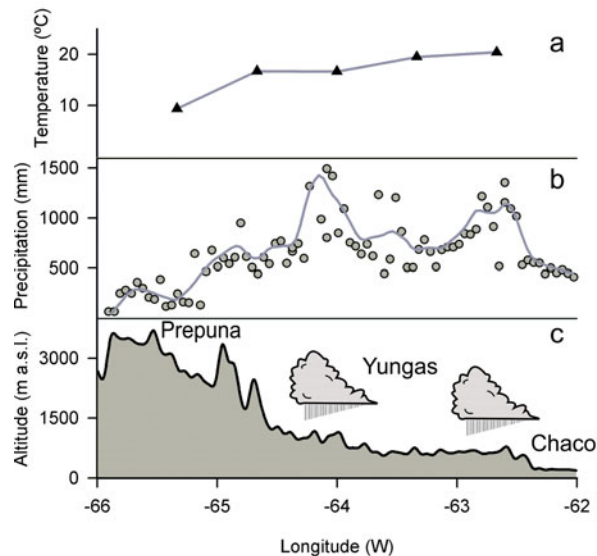 a
Temperature (ºC)
20
10
b
Precipitation (mm)
1500
1000
500
c
Altitude (m a.s.l.)
3000
1500
0
Prepuna
Yungas
Chaco
-66 -65 -64 -63 -62
Longitude (W)